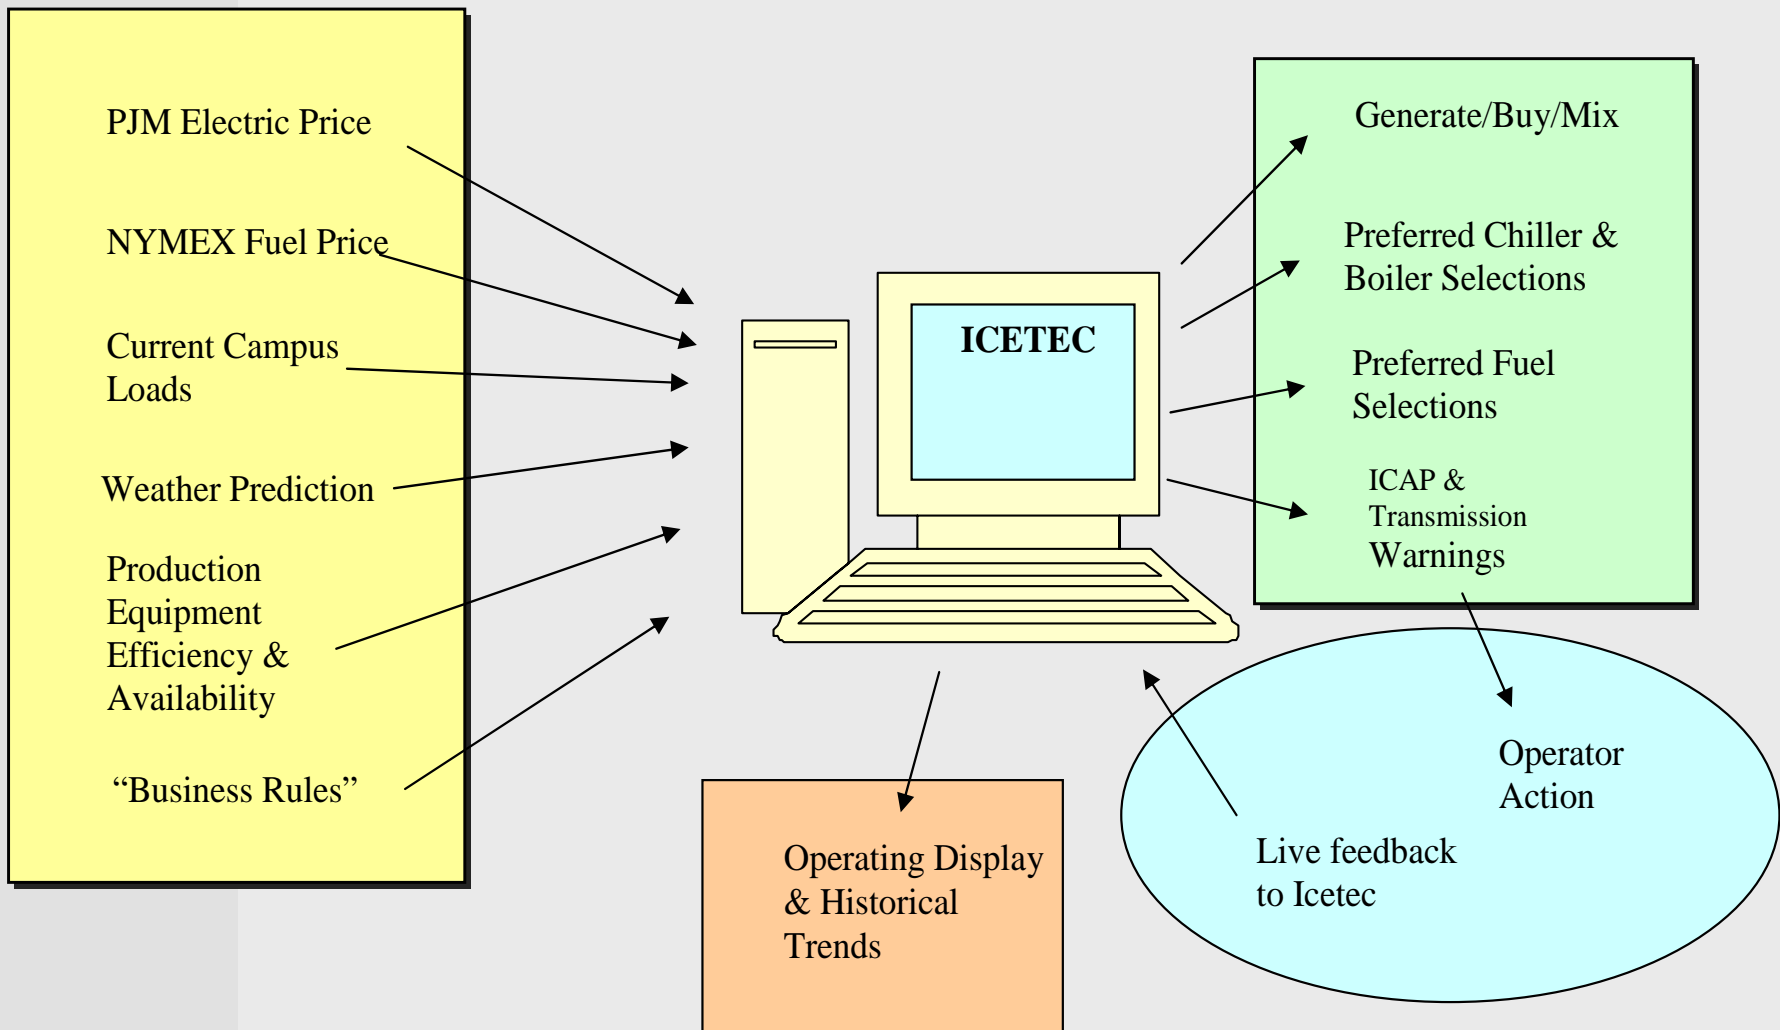 PJM Electric Price
NYMEX Fuel Price
Current Campus
Loads
Weather Prediction
Production
Equipment
Efficiency &
Availability
“Business Rules”
ICETEC
Generate/Buy/Mix
Preferred Chiller &
Boiler Selections
Preferred Fuel
Selections
ICAP &
Transmission
Warnings
Operator
Action
Live feedback
to Icetec
Operating Display
& Historical
Trends